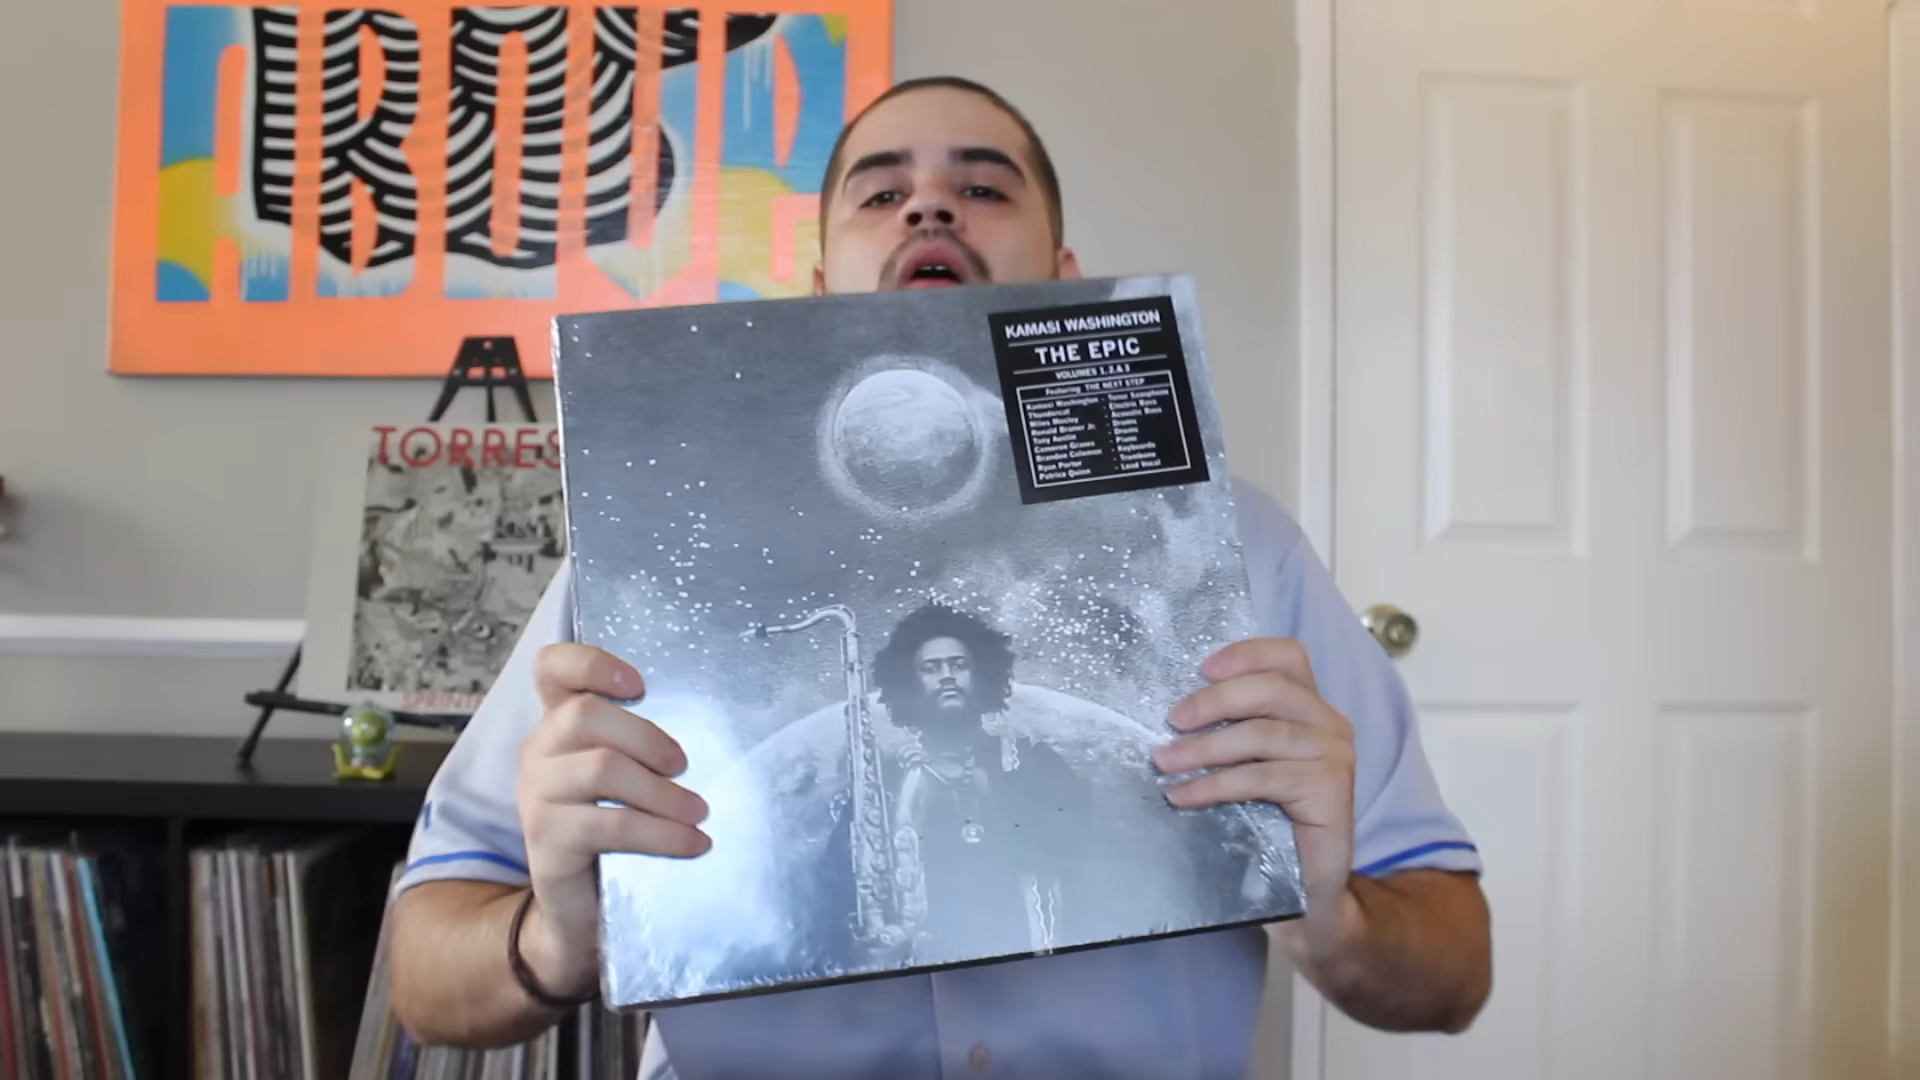 ABOVE
TORRES
SPRINTER
KAMASI WASHINGTON
THE EPIC
VOLUMES 1, 2 & 3
Featuring THE NEXT STEP
Kamasi Washington - Tenor Saxophone
Thundercat - Electric Bass
Miles Mosley - Acoustic Bass
Ronald Bruner Jr. - Drums
Tony Austin - Drums
Cameron Graves - Piano
Brandon Coleman - Keyboards
Ryan Porter - Trombone
Patrice Quinn - Lead Vocal